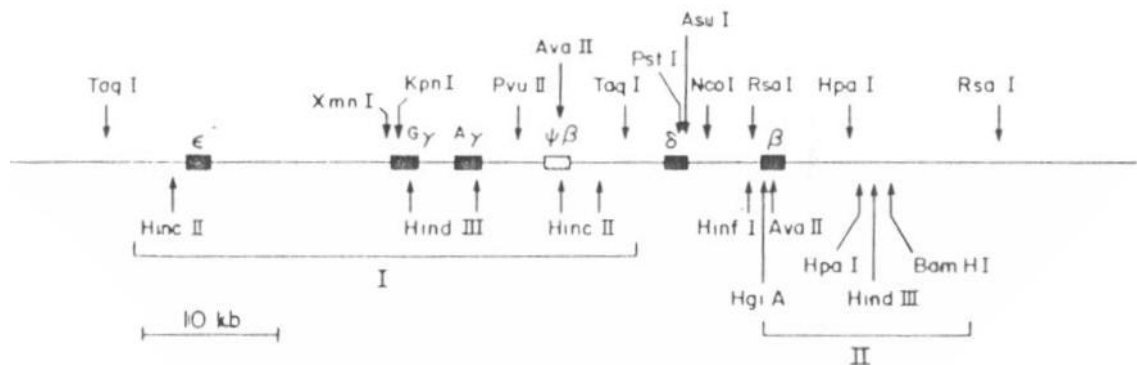 Asu I
Ava II
Pst I
Taq I
Xmn I
Kpn I
Pvu II
Taq I
Nco I
Rsa I
Hpa I
Rsa I
ϵ
Gγ
Aγ
ψβ
δ
β
Hinc II
Hind III
Hinc II
Hinf I
Ava II
Hpa I
Bam HI
I
Hgi A
Hind III
10 kb
II